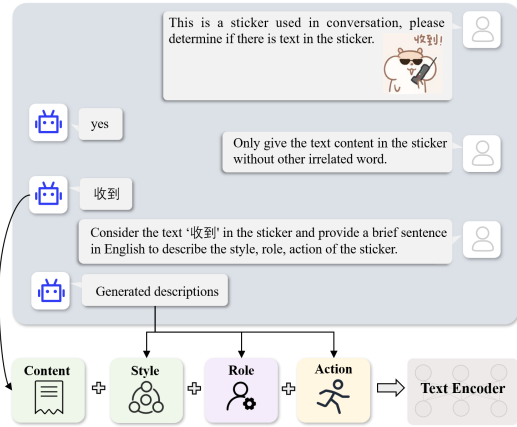 This is a sticker used in conversation, please
determine if there is text in the sticker.
收到!
yes
Only give the text content in the sticker
without other irrelated word.
收到
Consider the text ‘收到' in the sticker and provide a brief sentence
in English to describe the style, role, action of the sticker.
Generated descriptions
Content
Style
Role
Action
Text Encoder